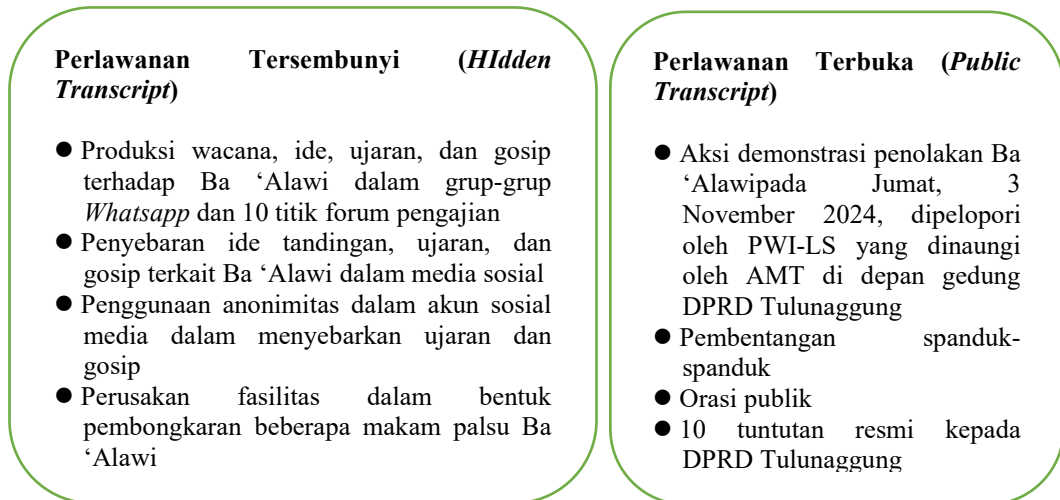 Perlawanan Tersembunyi (HIdden
Transcript)
● Produksi wacana, ide, ujaran, dan gosip
terhadap Ba ‘Alawi dalam grup-grup
Whatsapp dan 10 titik forum pengajian
● Penyebaran ide tandingan, ujaran, dan
gosip terkait Ba ‘Alawi dalam media sosial
● Penggunaan anonimitas dalam akun sosial
media dalam menyebarkan ujaran dan
gosip
● Perusakan fasilitas dalam bentuk
pembongkaran beberapa makam palsu Ba
‘Alawi
Perlawanan Terbuka (Public
Transcript)
● Aksi demonstrasi penolakan Ba
‘Alawipada Jumat, 3
November 2024, dipelopori
oleh PWI-LS yang dinaungi
oleh AMT di depan gedung
DPRD Tulunaggung
● Pembentangan spanduk-
spanduk
● Orasi publik
● 10 tuntutan resmi kepada
DPRD Tulunaggung